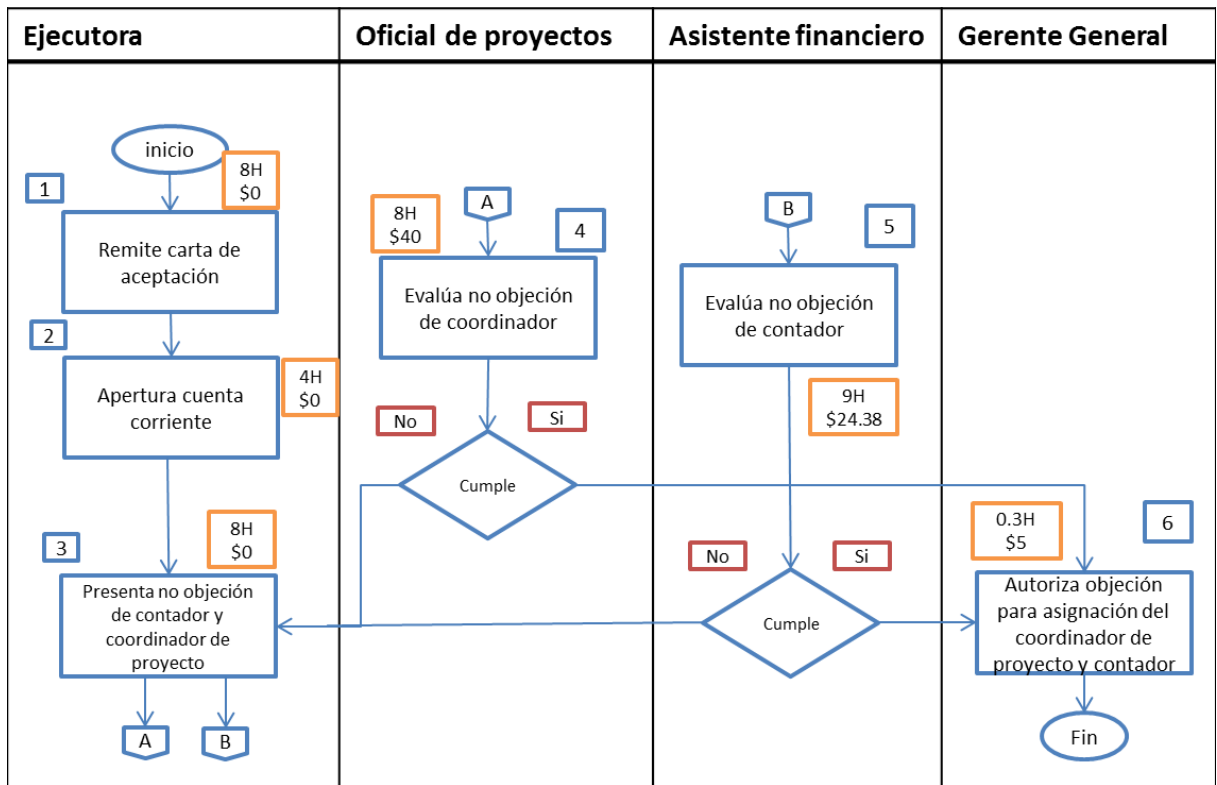 Ejecutora
Oficial de proyectos
Asistente financiero
Gerente General
inicio
8H
$0
1
Remite carta de
aceptación
2
Apertura cuenta
corriente
4H
$0
8H
$0
3
Presenta no objeción
de contador y
coordinador de
proyecto
A
B
A
8H
$40
4
Evalúa no objeción
de coordinador
No
Si
Cumple
B
5
Evalúa no objeción
de contador
9H
$24.38
No
Si
Cumple
0.3H
$5
6
Autoriza objeción
para asignación del
coordinador de
proyecto y contador
Fin